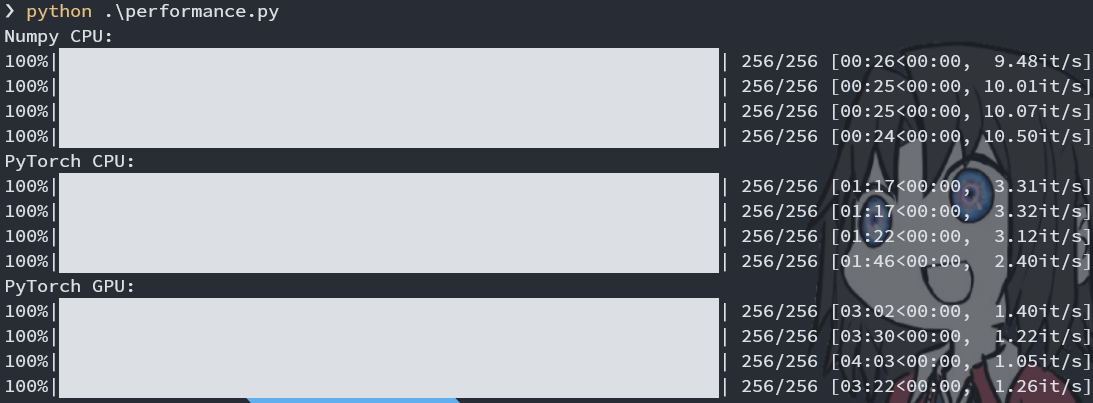 ❯ python .\performance.py
Numpy CPU:
100%| | 256/256 [00:26<00:00, 9.48it/s]
100%| | 256/256 [00:25<00:00, 10.01it/s]
100%| | 256/256 [00:25<00:00, 10.07it/s]
100%| | 256/256 [00:24<00:00, 10.50it/s]
PyTorch CPU:
100%| | 256/256 [01:17<00:00, 3.31it/s]
100%| | 256/256 [01:17<00:00, 3.32it/s]
100%| | 256/256 [01:22<00:00, 3.12it/s]
100%| | 256/256 [01:46<00:00, 2.40it/s]
PyTorch GPU:
100%| | 256/256 [03:02<00:00, 1.40it/s]
100%| | 256/256 [03:30<00:00, 1.22it/s]
100%| | 256/256 [04:03<00:00, 1.05it/s]
100%| | 256/256 [03:22<00:00, 1.26it/s]